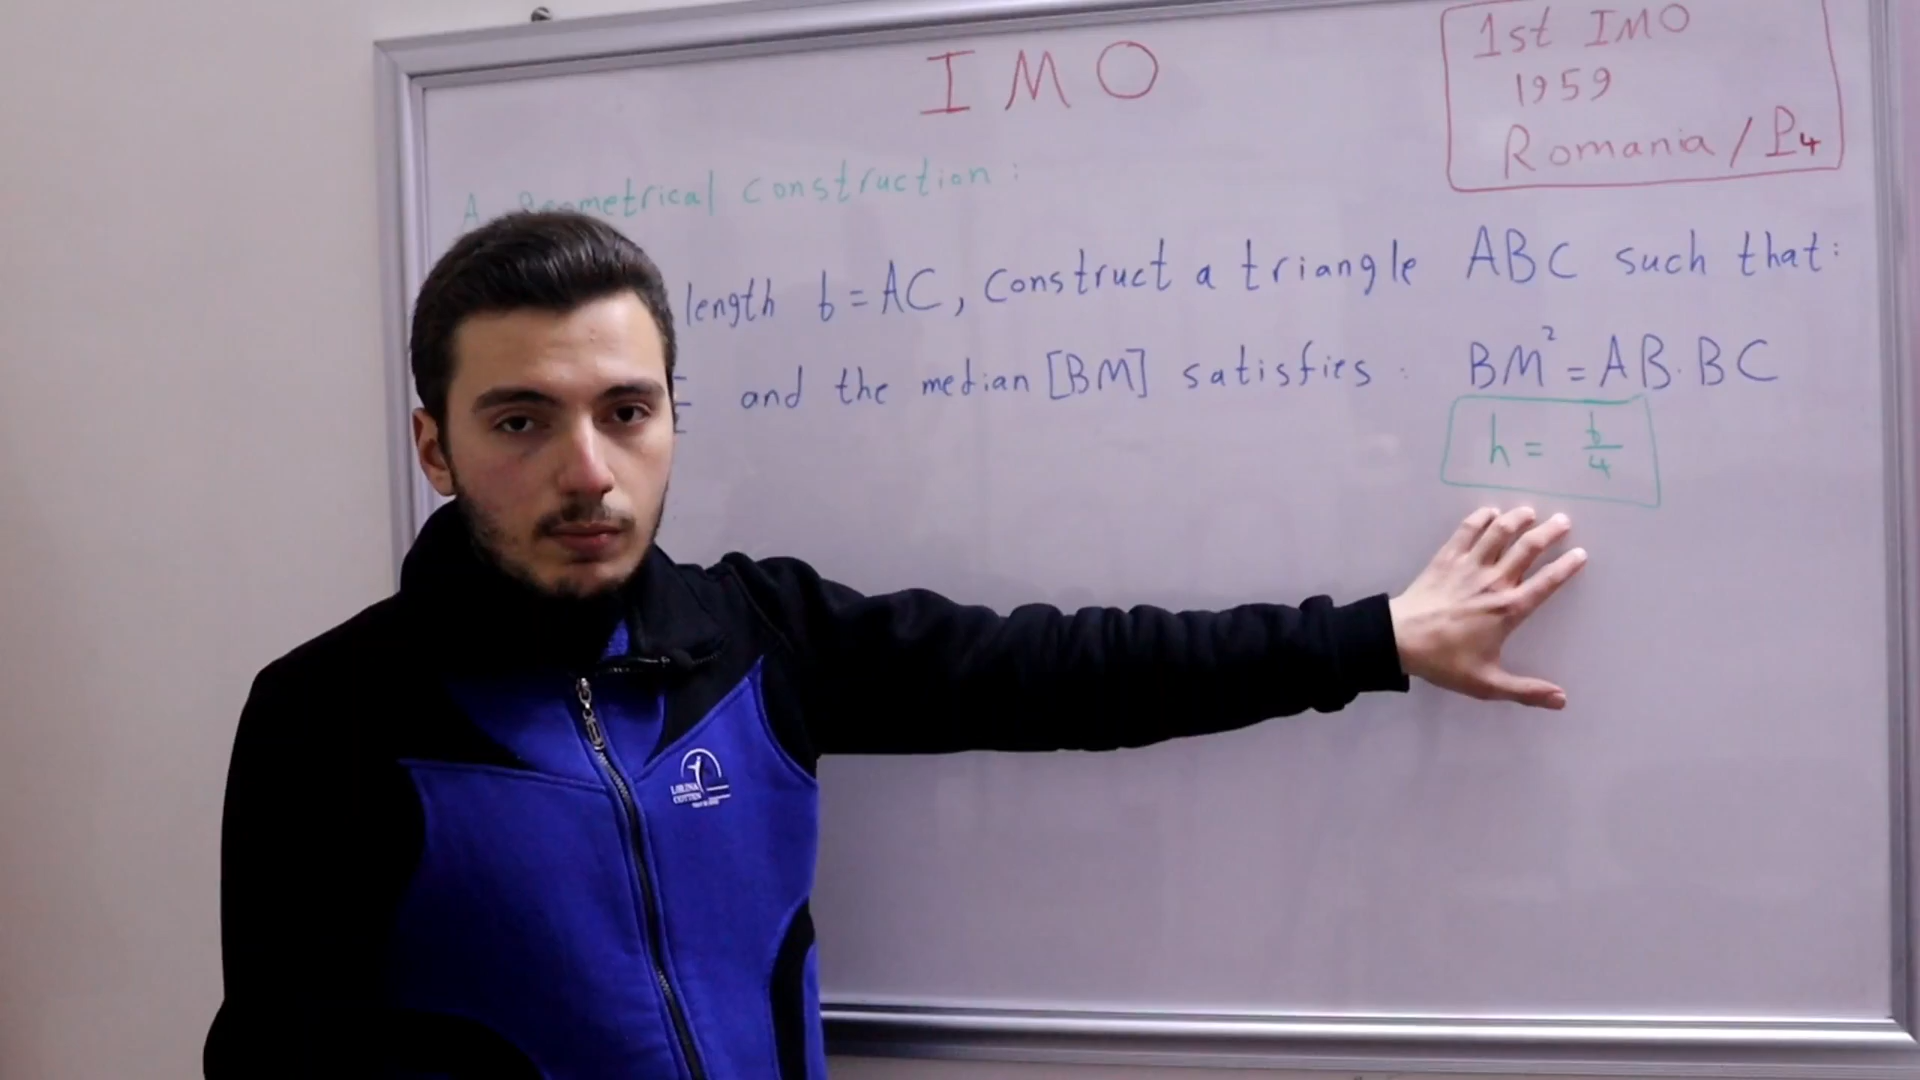 IMO
1st IMO
1959
Romania / P4
A Geometrical construction :
length b = AC, construct a triangle ABC such that:
and the median [BM] satisfies : BM² = AB.BC
h = b/4